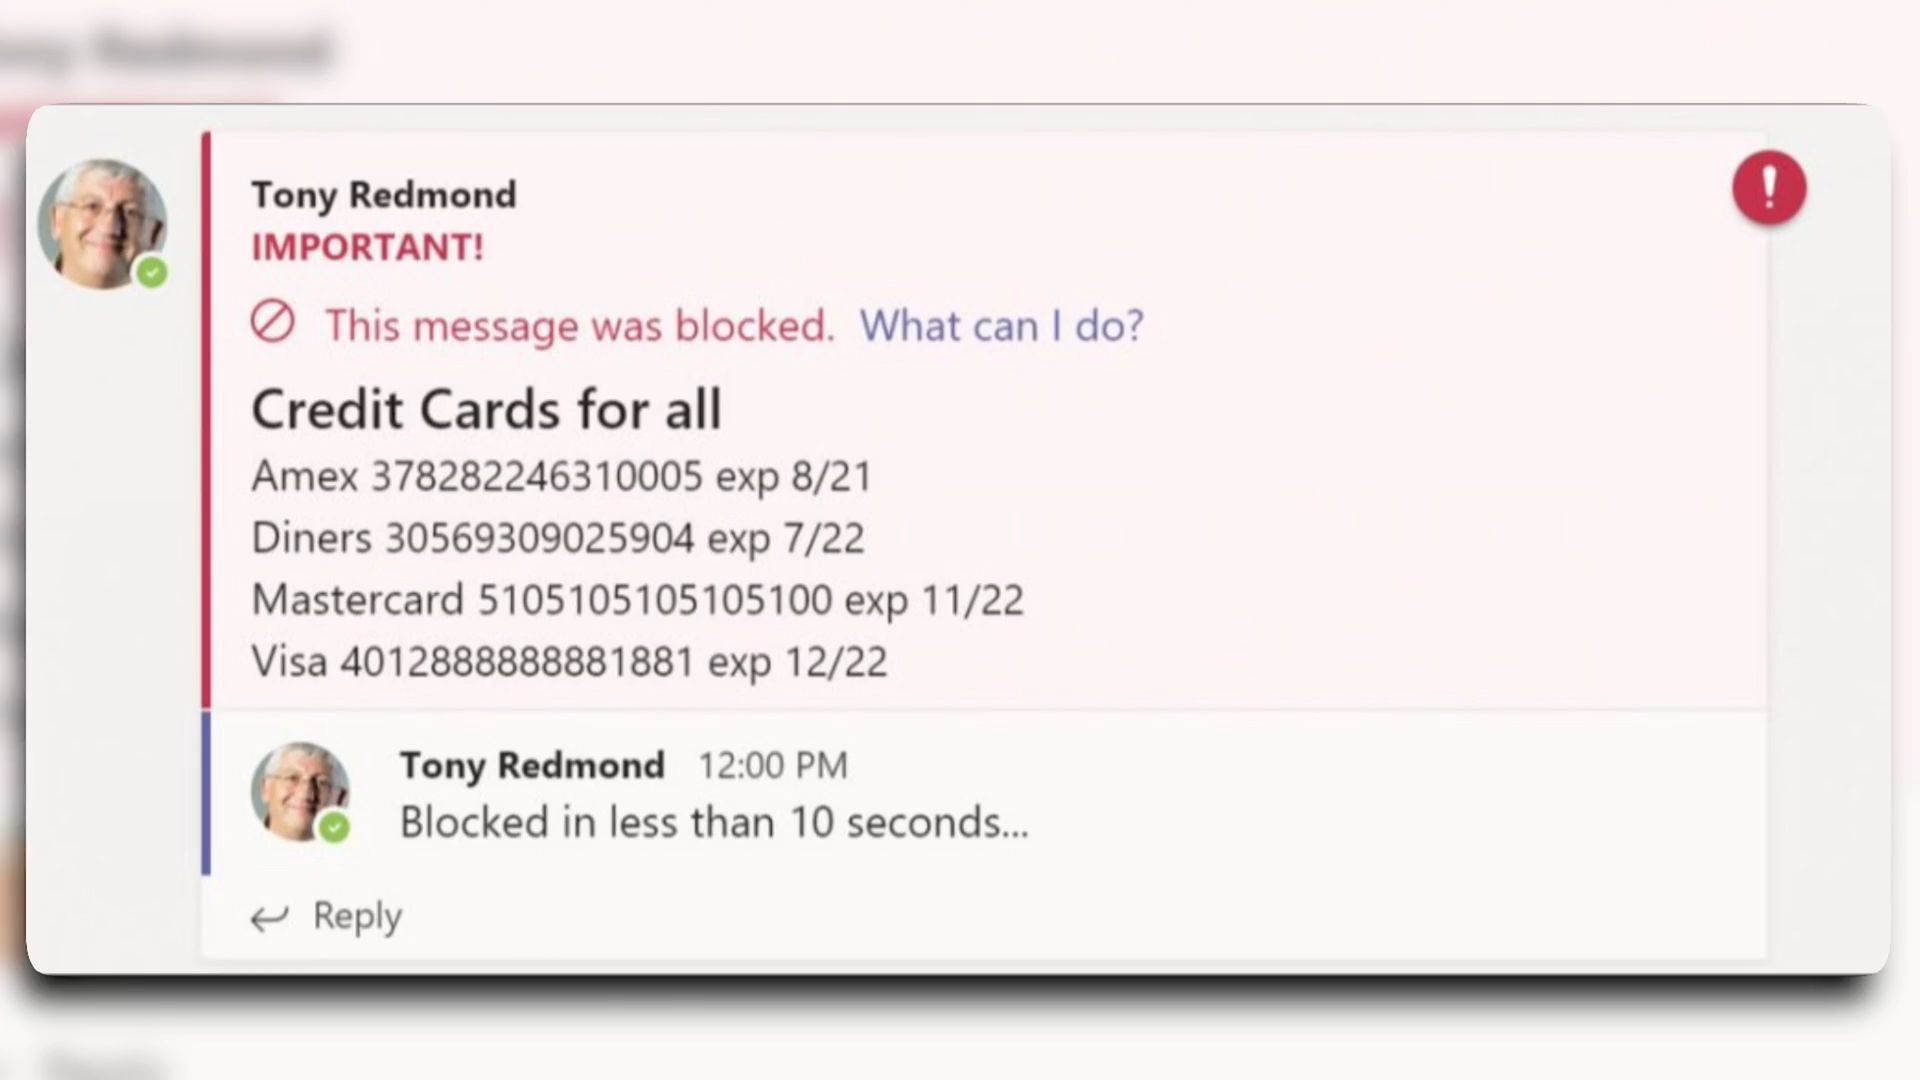 Tony Redmond
IMPORTANT!
This message was blocked. What can I do?
Credit Cards for all
Amex 378282246310005 exp 8/21
Diners 30569309025904 exp 7/22
Mastercard 5105105105105100 exp 11/22
Visa 4012888888881881 exp 12/22
Tony Redmond 12:00 PM
Blocked in less than 10 seconds...
Reply